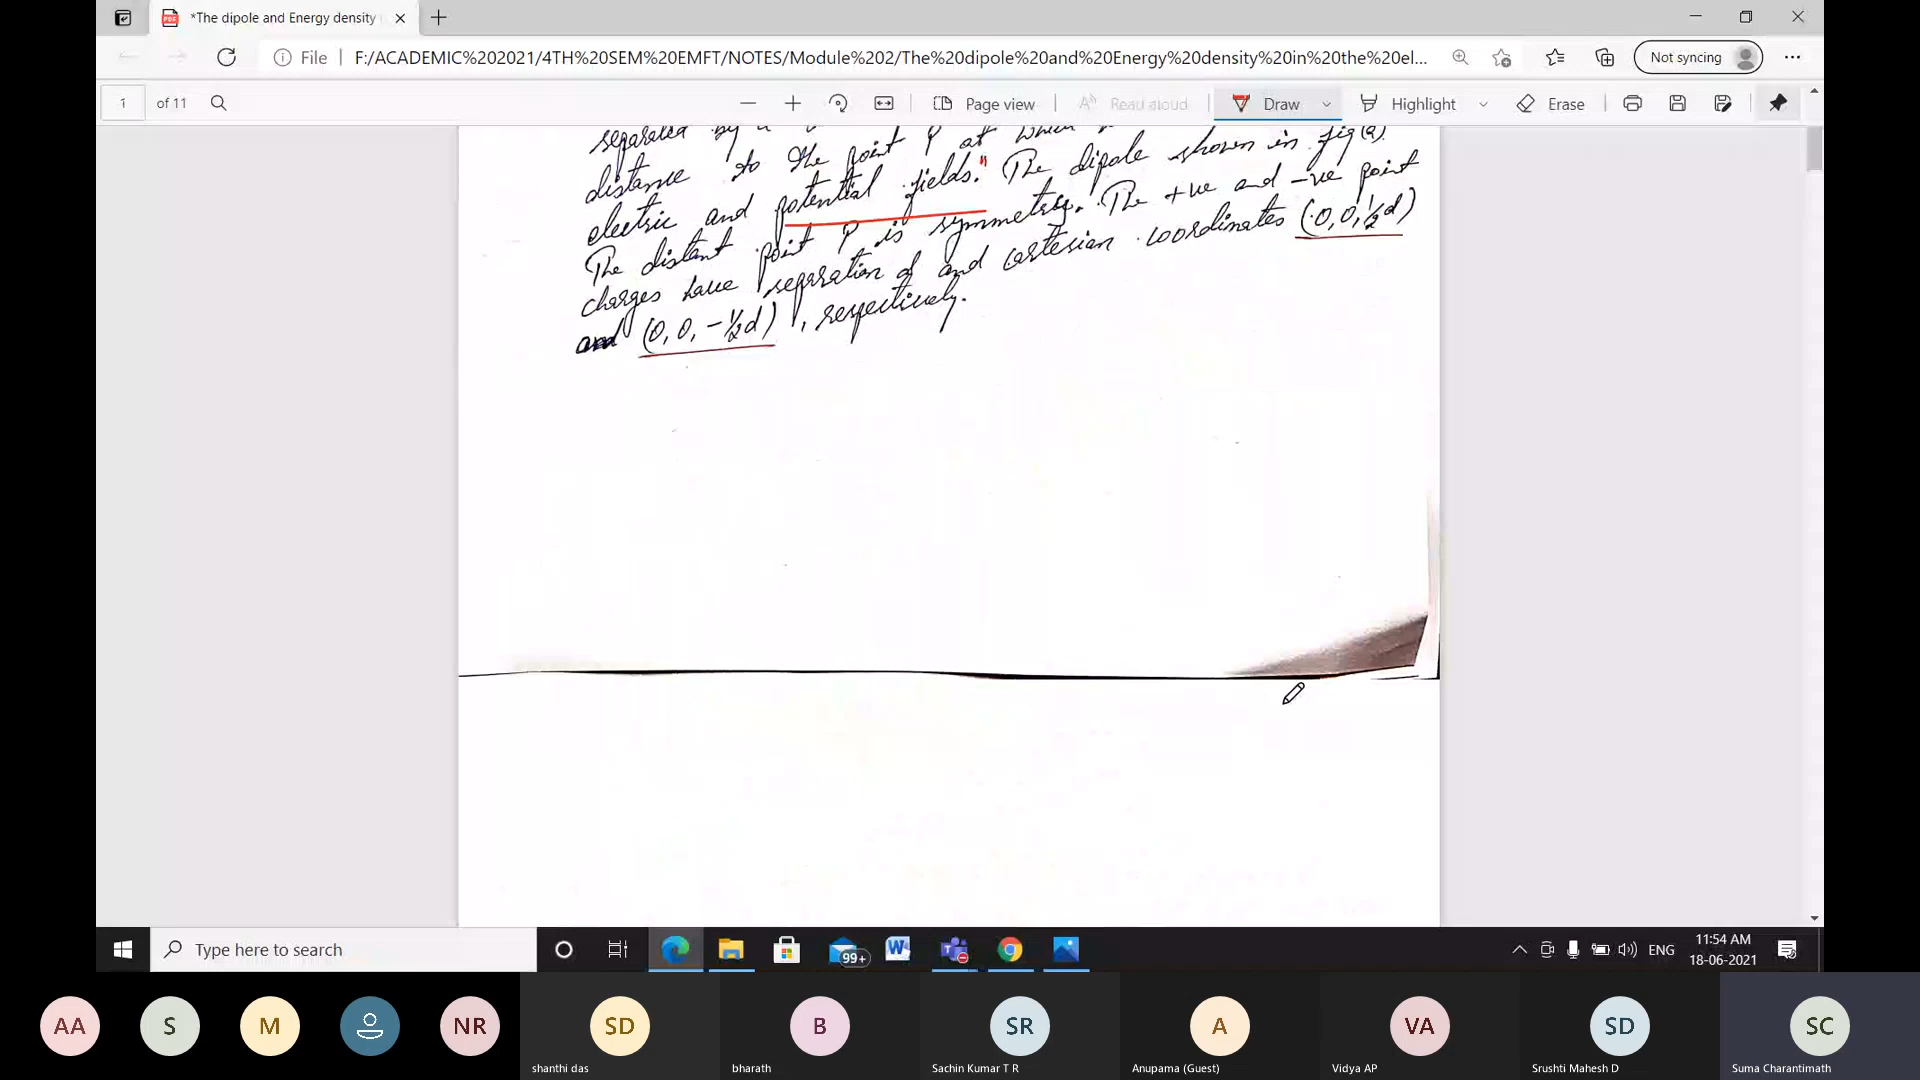 *The dipole and Energy density
File
F:/ACADEMIC%202021/4TH%20SEM%20EMFT/NOTES/Module%202/The%20dipole%20and%20Energy%20density%20in%20the%20el...
Not syncing
1 of 11
Page view
Read aloud
Draw
Highlight
Erase
separated by a
distance to the point P at which
electric and potential fields." The dipole shown in fig(a).
The distant point P is symmetric. The +ve and -ve point
charges have separation d and cartesian coordinates (0,0,½d)
and (0, 0, -½d), respectively.
Type here to search
99+
ENG
11:54 AM
18-06-2021
AA
S
M
NR
SD
B
SR
A
VA
SD
SC
shanthi das
bharath
Sachin Kumar T R
Anupama (Guest)
Vidya AP
Srushti Mahesh D
Suma Charantimath